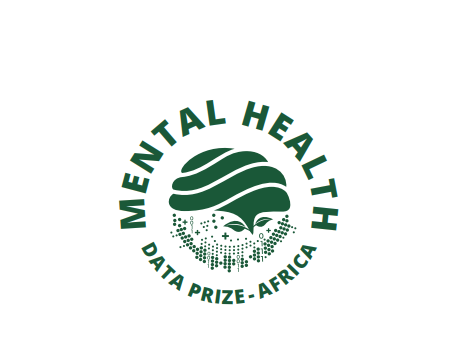 MENTAL HEALTH
DATA PRIZE - AFRICA